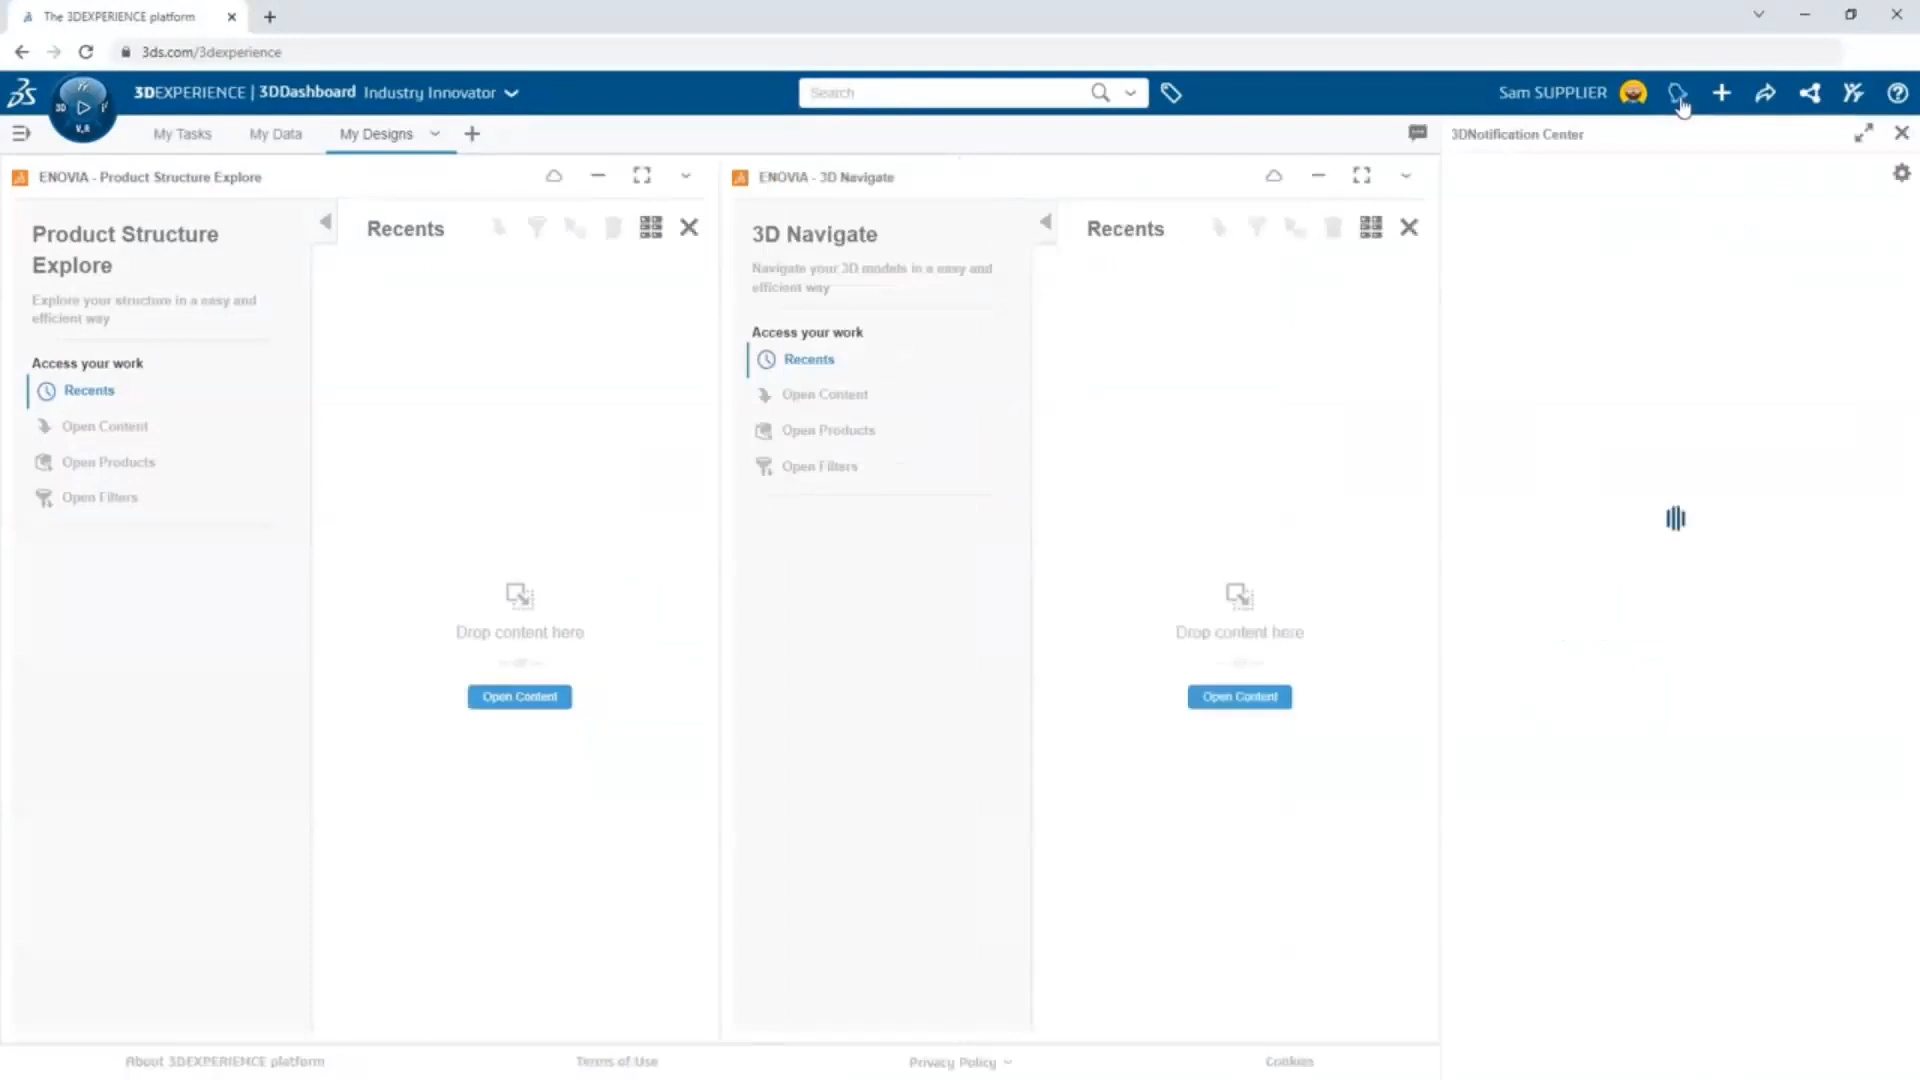 The 3DEXPERIENCE platform
3ds.com/3dexperience
3DEXPERIENCE | 3DDashboard Industry Innovator
Search
Sam SUPPLIER
3D
V,R
My Tasks
My Data
My Designs
3DNotification Center
ENOVIA - Product Structure Explore
ENOVIA - 3D Navigate
Product Structure
Explore
Explore your structure in a easy and
efficient way
Access your work
Recents
Open Content
Open Products
Open Filters
Recents
Drop content here
Open Content
3D Navigate
Navigate your 3D models in a easy and
efficient way
Access your work
Recents
Open Content
Open Products
Open Filters
Recents
Drop content here
Open Content
About 3DEXPERIENCE platform
Terms of Use
Privacy Policy
Cookies